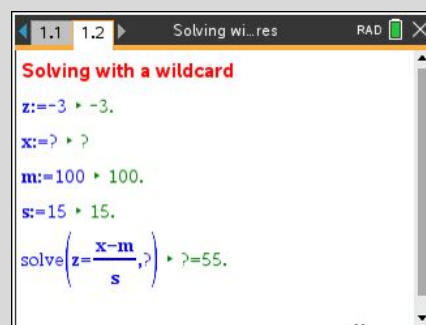 1.1 1.2 Solving wi...res RAD
Solving with a wildcard
z:=-3 ▸ -3.
x:=? ▸ ?
m:=100 ▸ 100.
s:=15 ▸ 15.
solve(z=(x-m)/s,?) ▸ ?=55.